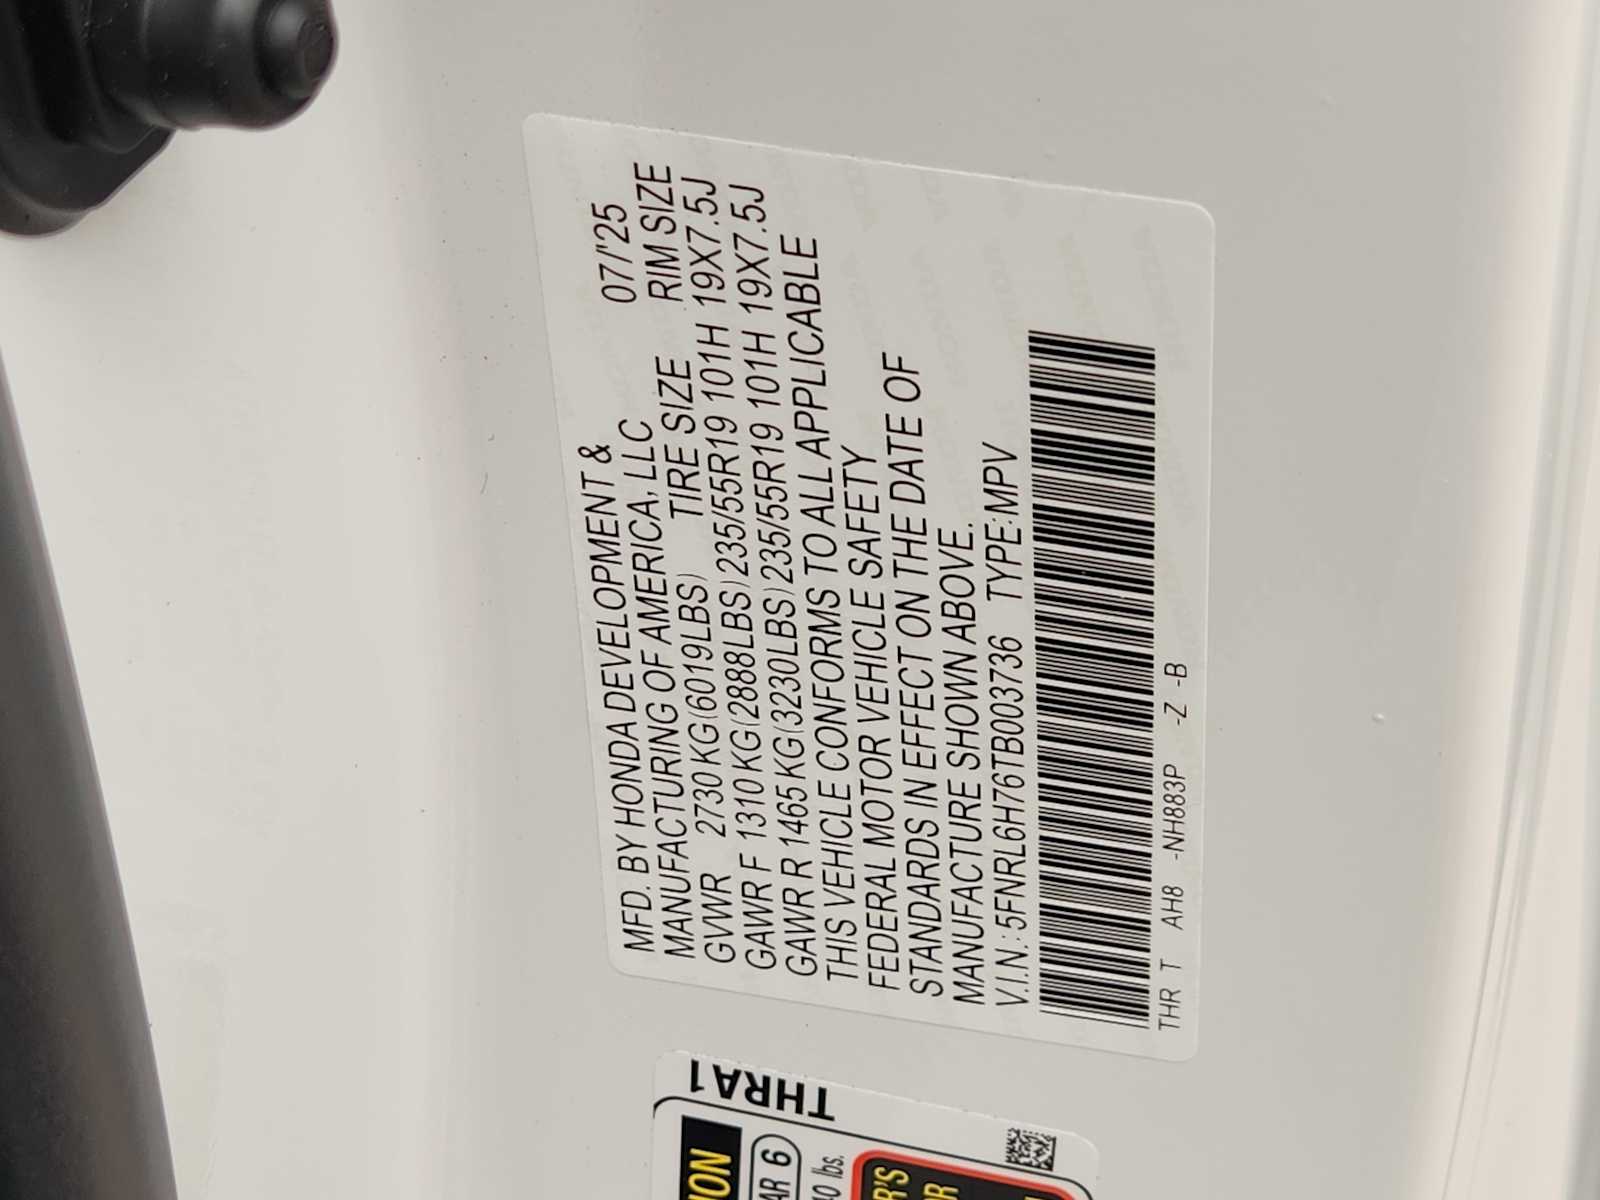 MFD. BY HONDA DEVELOPMENT & 07/'25
MANUFACTURING OF AMERICA, LLC
TIRE SIZE RIM SIZE
GVWR 2730 KG(6019LBS)
GAWR F 1310 KG(2888LBS) 235/55R19 101H 19X7.5J
GAWR R 1465 KG(3230LBS) 235/55R19 101H 19X7.5J
THIS VEHICLE CONFORMS TO ALL APPLICABLE
FEDERAL MOTOR VEHICLE SAFETY
STANDARDS IN EFFECT ON THE DATE OF
MANUFACTURE SHOWN ABOVE.
V.I.N.: 5FNRL6H76TB003736 TYPE:MPV
THR T AH8 -NH883P -Z -B
THRA1
6
lbs.